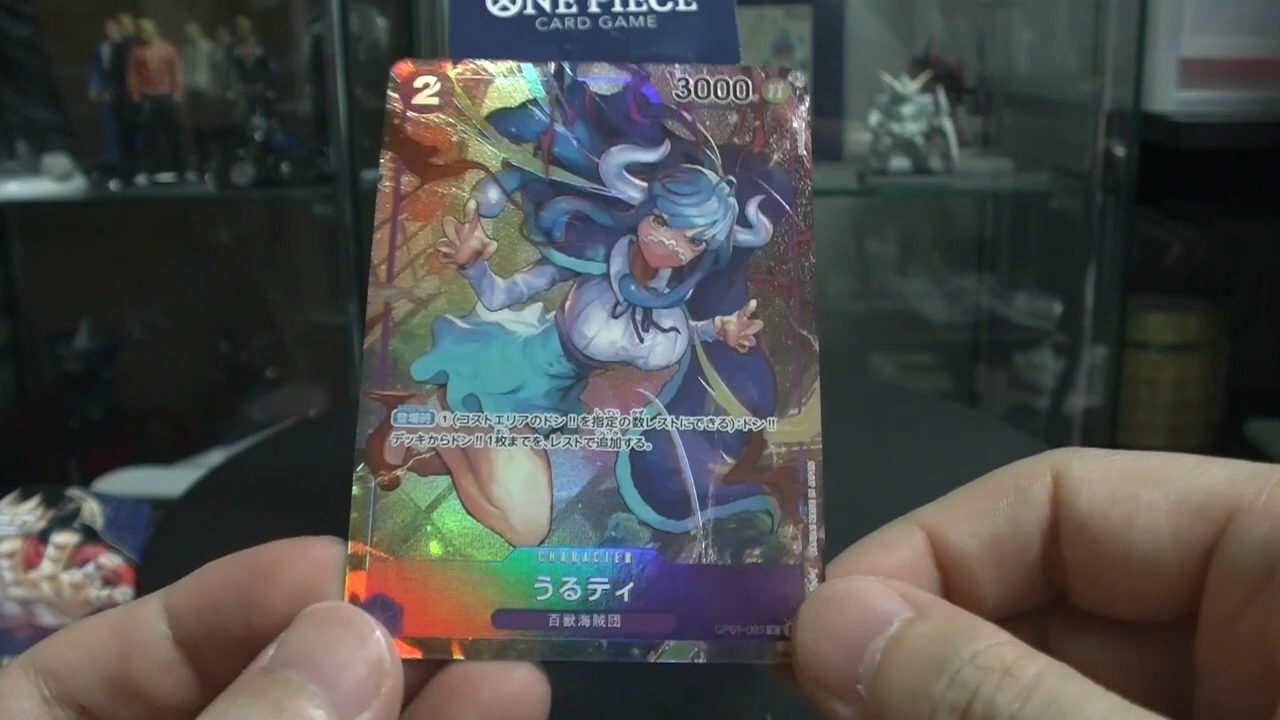 ONE PIECE
CARD GAME
2
3000
登場時 ①(コストエリアのドン!!を指定の数レストにできる):ドン!!
デッキからドン!!1枚までを、レストで追加する。
CHARACTER
うるティ
百獣海賊団